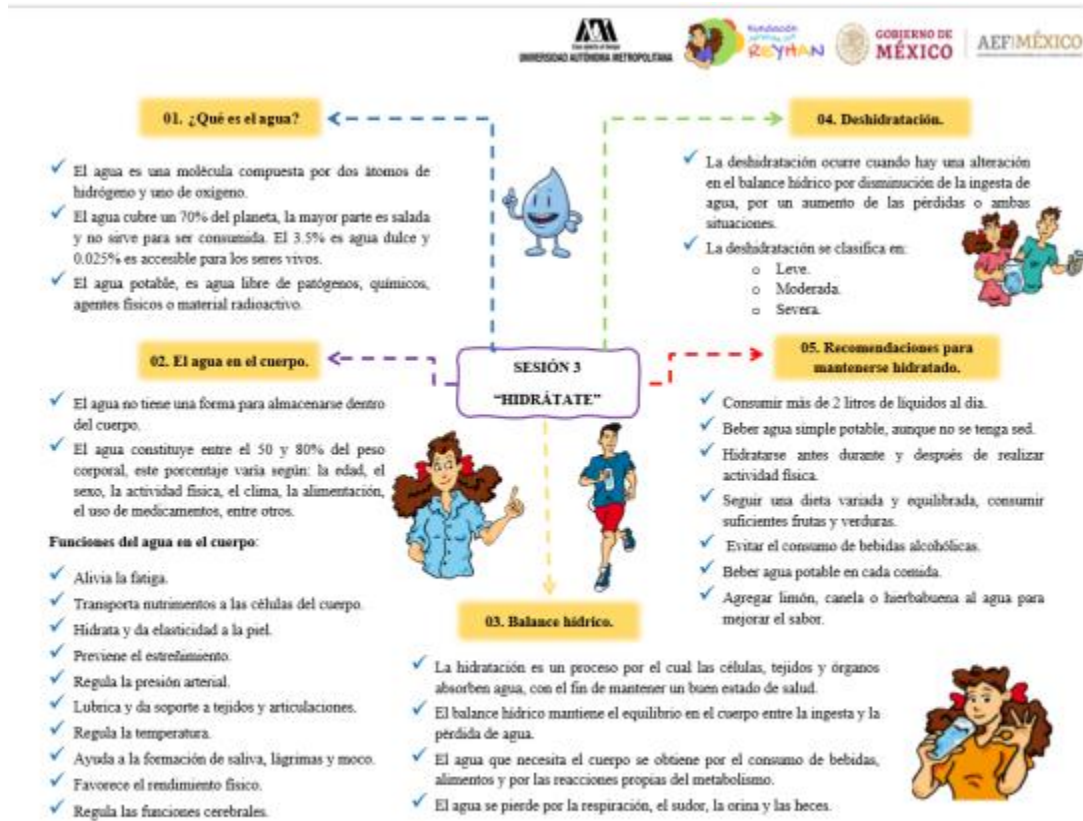 UNIVERSIDAD AUTÓNOMA METROPOLITANA
Fundación
REYHAN
GOBIERNO DE
MÉXICO
AEF|MÉXICO
01. ¿Qué es el agua?
El agua es una molécula compuesta por dos átomos de
hidrógeno y uno de oxígeno.
El agua cubre un 70% del planeta, la mayor parte es salada
y no sirve para ser consumida. El 3.5% es agua dulce y
0.025% es accesible para los seres vivos.
El agua potable, es agua libre de patógenos, químicos,
agentes físicos o material radioactivo.
02. El agua en el cuerpo.
El agua no tiene una forma para almacenarse dentro
del cuerpo.
El agua constituye entre el 50 y 80% del peso
corporal, este porcentaje varia según: la edad, el
sexo, la actividad física, el clima, la alimentación,
el uso de medicamentos, entre otros.
Funciones del agua en el cuerpo:
Alivia la fatiga.
Transporta nutrimentos a las células del cuerpo.
Hidrata y da elasticidad a la piel.
Previene el estreñimiento.
Regula la presión arterial.
Lubrica y da soporte a tejidos y articulaciones.
Regula la temperatura.
Ayuda a la formación de saliva, lágrimas y moco.
Favorece el rendimiento físico.
Regula las funciones cerebrales.
SESIÓN 3
“HIDRÁTATE”
03. Balance hídrico.
La hidratación es un proceso por el cual las células, tejidos y órganos
absorben agua, con el fin de mantener un buen estado de salud.
El balance hídrico mantiene el equilibrio en el cuerpo entre la ingesta y la
pérdida de agua.
El agua que necesita el cuerpo se obtiene por el consumo de bebidas,
alimentos y por las reacciones propias del metabolismo.
El agua se pierde por la respiración, el sudor, la orina y las heces.
04. Deshidratación.
La deshidratación ocurre cuando hay una alteración
en el balance hídrico por disminución de la ingesta de
agua, por un aumento de las pérdidas o ambas
situaciones.
La deshidratación se clasifica en:
Leve.
Moderada.
Severa.
05. Recomendaciones para
mantenerse hidratado.
Consumir más de 2 litros de líquidos al día.
Beber agua simple potable, aunque no se tenga sed.
Hidratarse antes durante y después de realizar
actividad física.
Seguir una dieta variada y equilibrada, consumir
suficientes frutas y verduras.
Evitar el consumo de bebidas alcohólicas.
Beber agua potable en cada comida.
Agregar limón, canela o hierbabuena al agua para
mejorar el sabor.